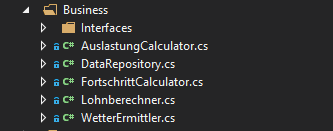 Business
Interfaces
C# AuslastungCalculator.cs
C# DataRepository.cs
C# FortschrittCalculator.cs
C# Lohnberechner.cs
C# WetterErmittler.cs